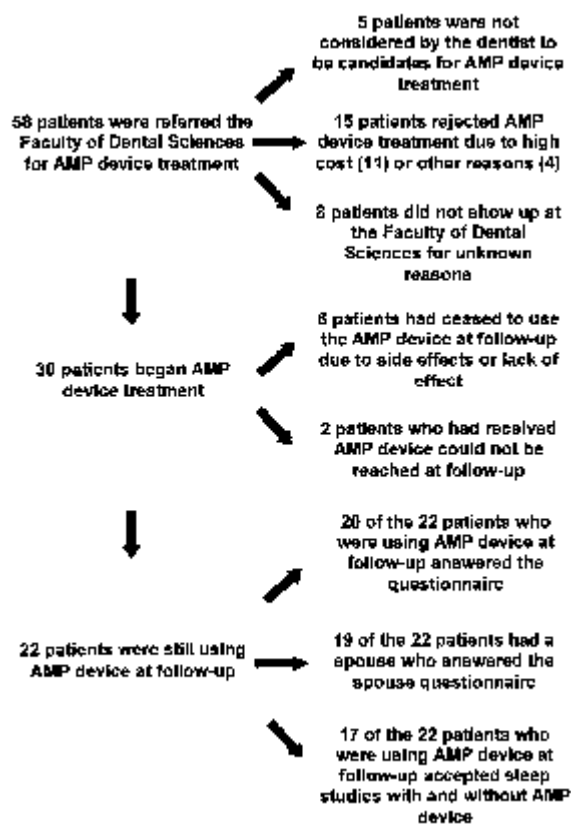 5 patients were not
considered by the dentist to
be candidates for AMP device
treatment
58 patients were referred the
Faculty of Dental Sciences
for AMP device treatment
15 patients rejected AMP
device treatment due to high
cost (11) or other reasons (4)
8 patients did not show up at
the Faculty of Dental
Sciences for unknown
reasons
30 patients began AMP
device treatment
6 patients had ceased to use
the AMP device at follow-up
due to side effects or lack of
effect
2 patients who had received
AMP device could not be
reached at follow-up
22 patients were still using
AMP device at follow-up
20 of the 22 patients who
were using AMP device at
follow-up answered the
questionnaire
19 of the 22 patients had a
spouse who answered the
spouse questionnaire
17 of the 22 patients who
were using AMP device at
follow-up accepted sleep
studies with and without AMP
device